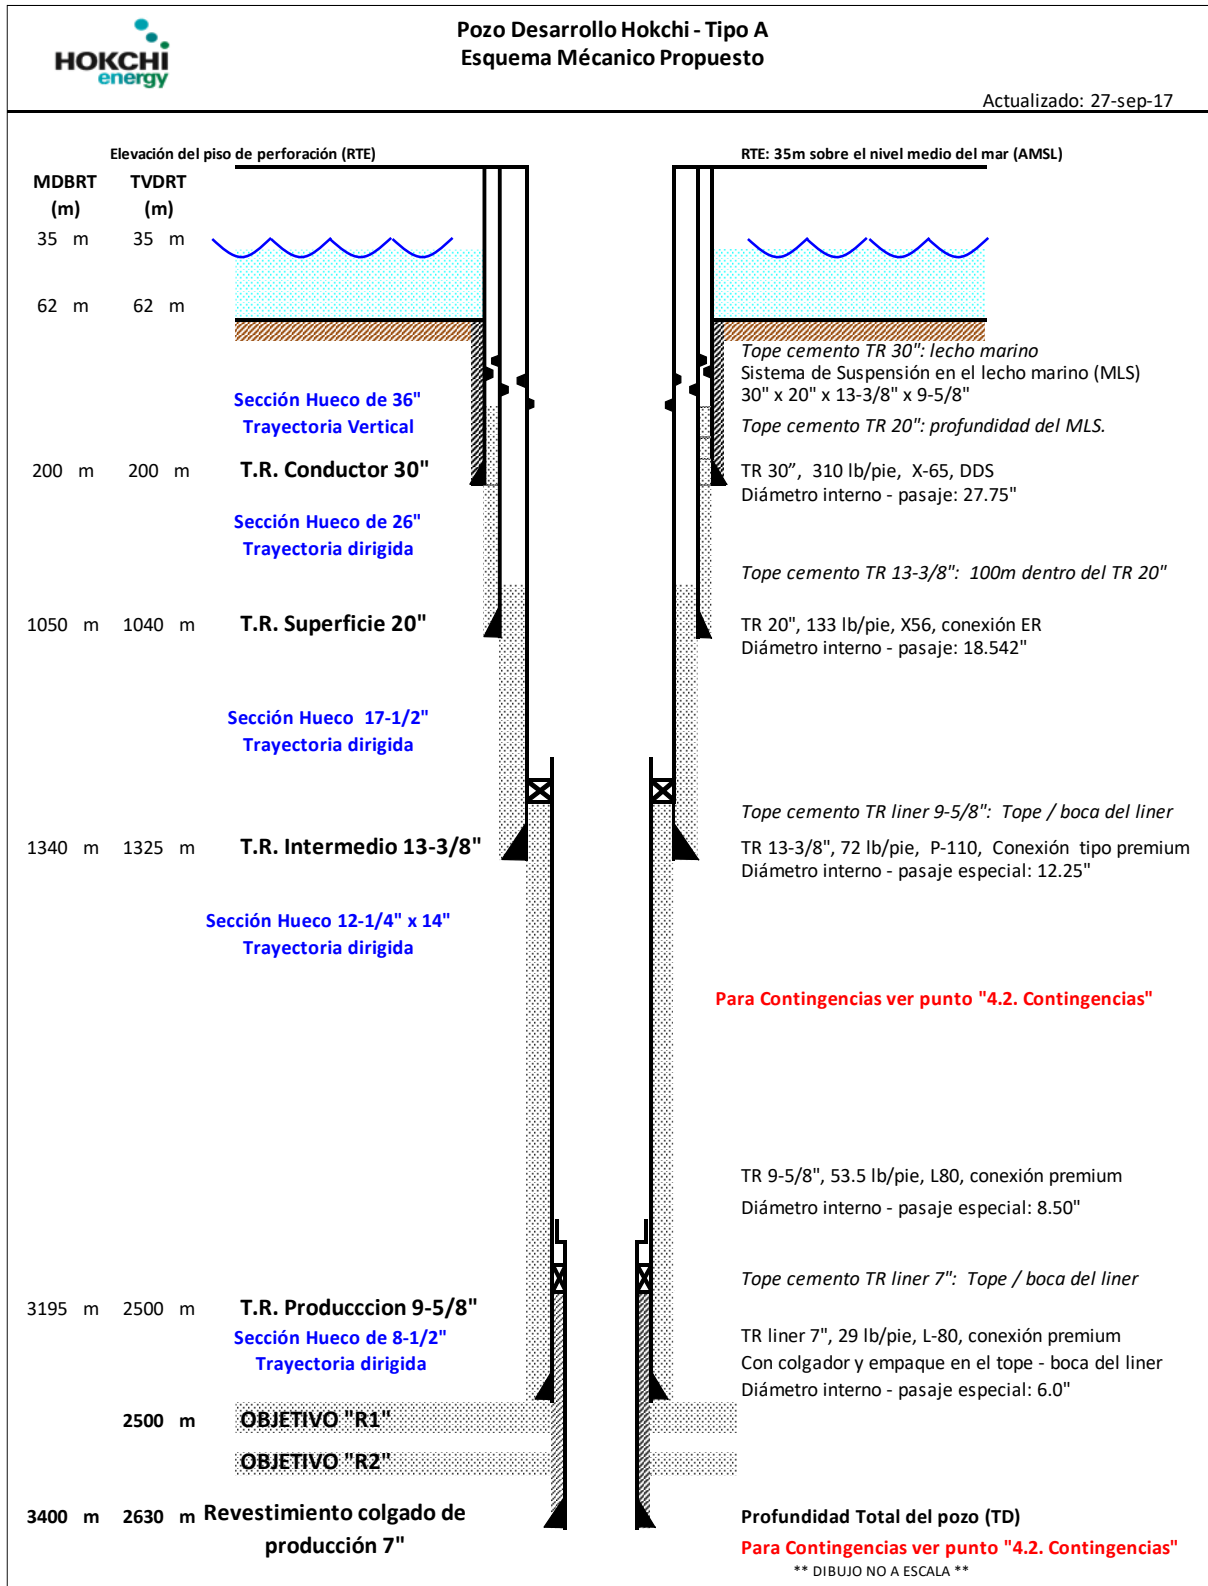 HOKCHI
energy
Pozo Desarrollo Hokchi - Tipo A
Esquema Mécanico Propuesto
Actualizado: 27-sep-17
Elevación del piso de perforación (RTE)
RTE: 35m sobre el nivel medio del mar (AMSL)
MDBRT TVDRT
(m) (m)
35 m 35 m
62 m 62 m
Tope cemento TR 30": lecho marino
Sistema de Suspensión en el lecho marino (MLS)
30" x 20" x 13-3/8" x 9-5/8"
Sección Hueco de 36"
Trayectoria Vertical
Tope cemento TR 20": profundidad del MLS.
200 m 200 m T.R. Conductor 30"
TR 30”, 310 lb/pie, X-65, DDS
Diámetro interno - pasaje: 27.75"
Sección Hueco de 26"
Trayectoria dirigida
Tope cemento TR 13-3/8": 100m dentro del TR 20"
1050 m 1040 m T.R. Superficie 20"
TR 20", 133 lb/pie, X56, conexión ER
Diámetro interno - pasaje: 18.542"
Sección Hueco 17-1/2"
Trayectoria dirigida
Tope cemento TR liner 9-5/8": Tope / boca del liner
1340 m 1325 m T.R. Intermedio 13-3/8"
TR 13-3/8", 72 lb/pie, P-110, Conexión tipo premium
Diámetro interno - pasaje especial: 12.25"
Sección Hueco 12-1/4" x 14"
Trayectoria dirigida
Para Contingencias ver punto "4.2. Contingencias"
TR 9-5/8", 53.5 lb/pie, L80, conexión premium
Diámetro interno - pasaje especial: 8.50"
Tope cemento TR liner 7": Tope / boca del liner
3195 m 2500 m T.R. Producccion 9-5/8"
Sección Hueco de 8-1/2"
Trayectoria dirigida
TR liner 7", 29 lb/pie, L-80, conexión premium
Con colgador y empaque en el tope - boca del liner
Diámetro interno - pasaje especial: 6.0"
2500 m OBJETIVO "R1"
OBJETIVO "R2"
3400 m 2630 m Revestimiento colgado de
producción 7"
Profundidad Total del pozo (TD)
Para Contingencias ver punto "4.2. Contingencias"
** DIBUJO NO A ESCALA **